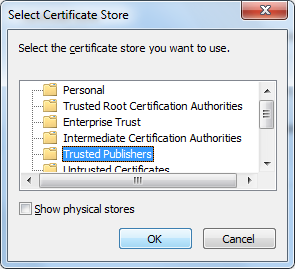 Select Certificate Store
Select the certificate store you want to use.
Personal
Trusted Root Certification Authorities
Enterprise Trust
Intermediate Certification Authorities
Trusted Publishers
Untrusted Certificates
Show physical stores
OK
Cancel